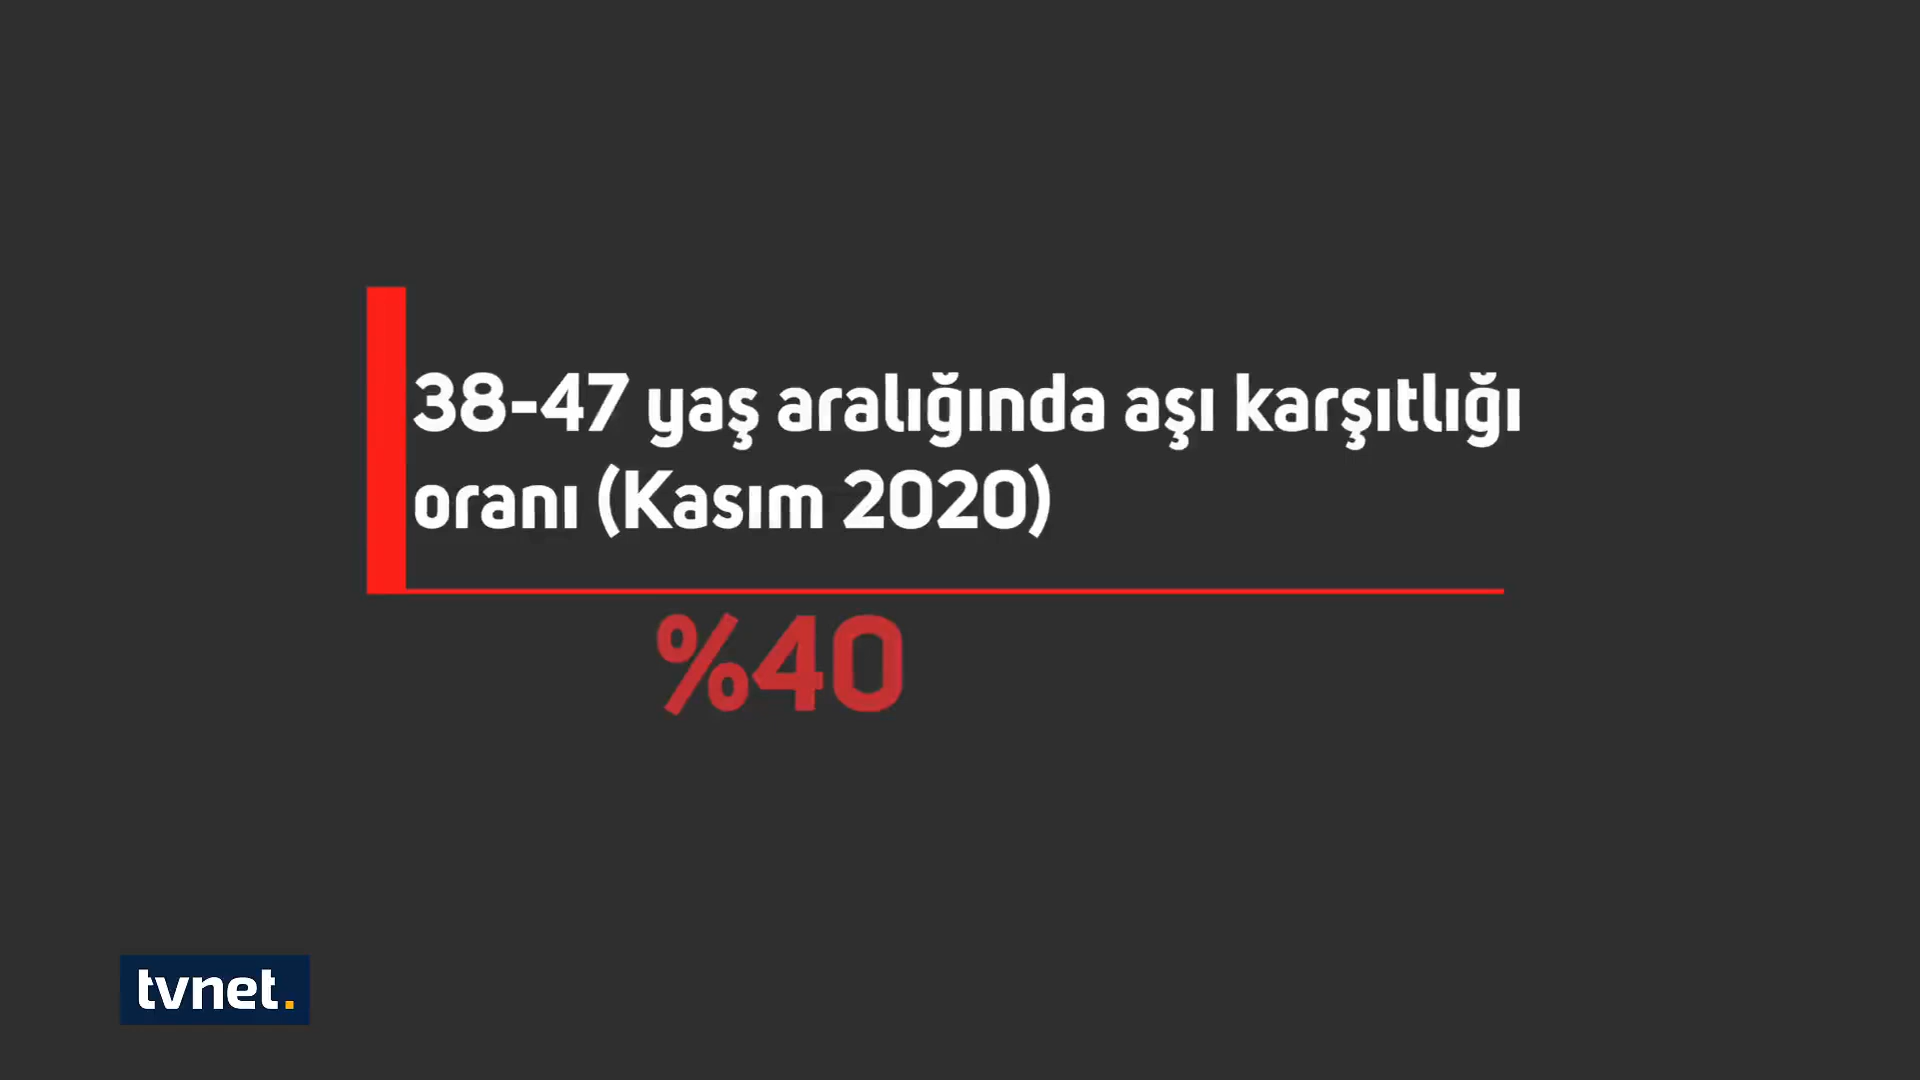 38-47 yaş aralığında aşı karşıtlığı
oranı (Kasım 2020)
%40
tvnet.